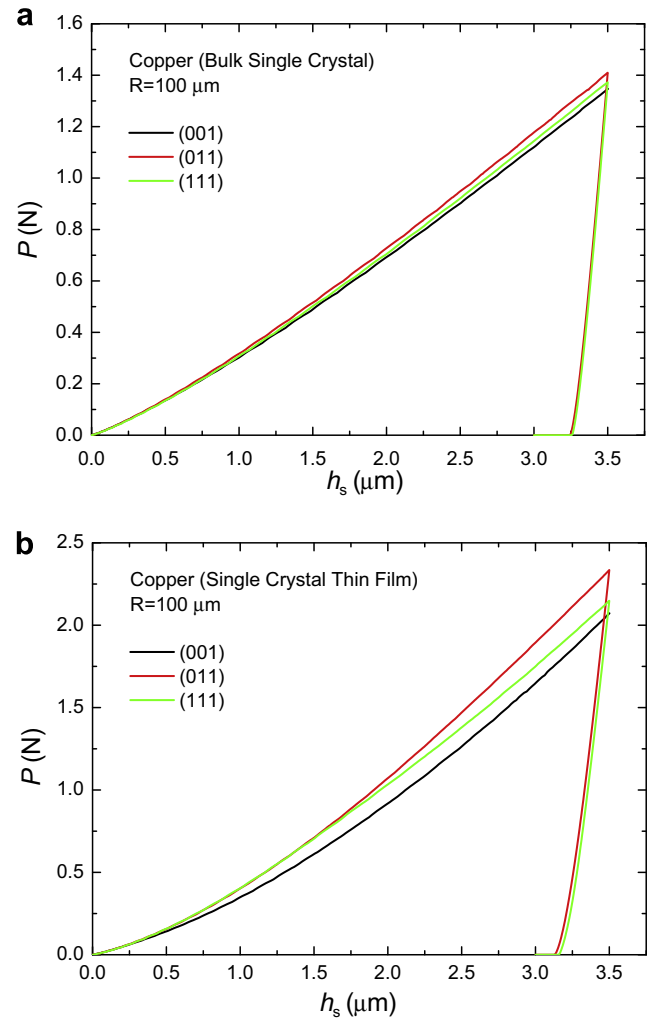 a
1.6
1.4
1.2
1.0
0.8
0.6
0.4
0.2
0.0
P (N)
Copper (Bulk Single Crystal)
R=100 μm
(001)
(011)
(111)
0.0 0.5 1.0 1.5 2.0 2.5 3.0 3.5
hs (μm)
b
2.5
2.0
1.5
1.0
0.5
0.0
P (N)
Copper (Single Crystal Thin Film)
R=100 μm
(001)
(011)
(111)
0.0 0.5 1.0 1.5 2.0 2.5 3.0 3.5
hs (μm)